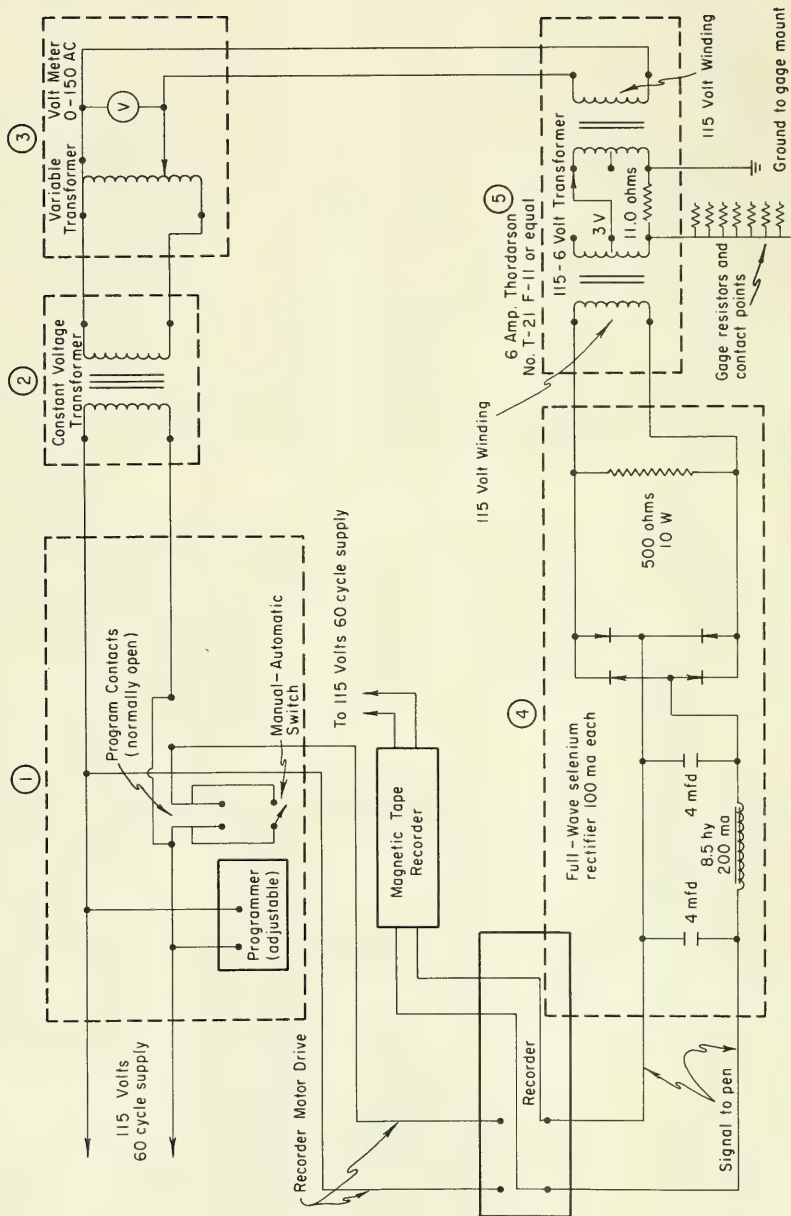 1
115 Volts
60 cycle supply
Programmer
(adjustable)
Program Contacts
(normally open)
Manual-Automatic
Switch
2
Constant Voltage
Transformer
3
Variable
Transformer
Volt Meter
0-150 AC
V
Recorder Motor Drive
Recorder
Magnetic Tape
Recorder
To 115 Volts 60 cycle supply
Signal to pen
4
Full-Wave selenium
rectifier 100 ma each
4 mfd
4 mfd
8.5 hy
200 ma
500 ohms
10 W
5
6 Amp. Thordarson
No. T-21 F-11 or equal
115-6 Volt Transformer
3 V
11.0 ohms
115 Volt Winding
115 Volt Winding
Gage resistors and
contact points
Ground to gage mount